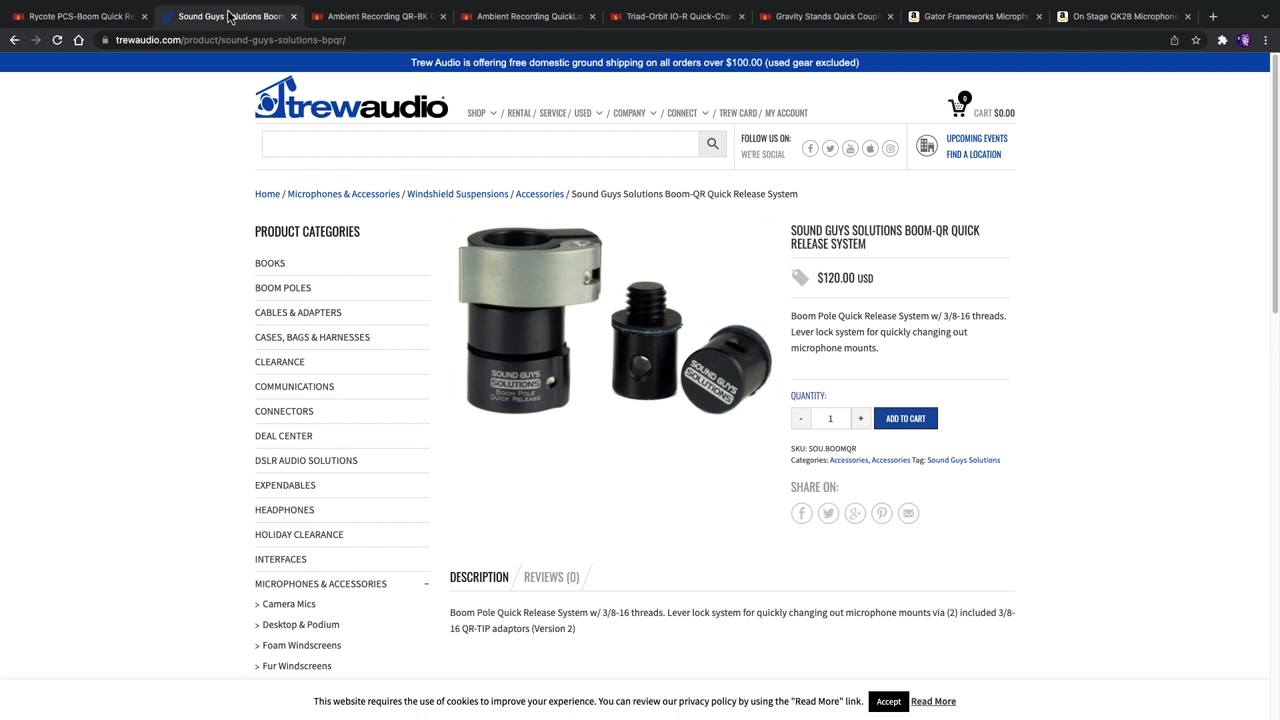 Rycote PCS-Boom Quick Re
Sound Guys Solutions Boom
Ambient Recording QR-BK C
Ambient Recording QuickLo
Triad-Orbit IO-R Quick-Chan
Gravity Stands Quick Coupl
Gator Frameworks Microph
On Stage QK2B Microphone
trewaudio.com/product/sound-guys-solutions-bpqr/
Trew Audio is offering free domestic ground shipping on all orders over $100.00 (used gear excluded)
trewaudio
SHOP / RENTAL / SERVICE / USED / COMPANY / CONNECT / TREW CARD / MY ACCOUNT
0
CART $0.00
FOLLOW US ON:
WE'RE SOCIAL
UPCOMING EVENTS
FIND A LOCATION
Home / Microphones & Accessories / Windshield Suspensions / Accessories / Sound Guys Solutions Boom-QR Quick Release System
PRODUCT CATEGORIES
BOOKS
BOOM POLES
CABLES & ADAPTERS
CASES, BAGS & HARNESSES
CLEARANCE
COMMUNICATIONS
CONNECTORS
DEAL CENTER
DSLR AUDIO SOLUTIONS
EXPENDABLES
HEADPHONES
HOLIDAY CLEARANCE
INTERFACES
MICROPHONES & ACCESSORIES -
> Camera Mics
> Desktop & Podium
> Foam Windscreens
> Fur Windscreens
SOUND GUYS
SOLUTIONS
BOOM POLE
QUICK RELEASE
SOUND GUYS
SOLUTIONS
SOUND GUYS SOLUTIONS BOOM-QR QUICK
RELEASE SYSTEM
$120.00 USD
Boom Pole Quick Release System w/ 3/8-16 threads.
Lever lock system for quickly changing out
microphone mounts.
QUANTITY:
- 1 + ADD TO CART
SKU: SOU.BOOMQR
Categories: Accessories, Accessories Tag: Sound Guys Solutions
SHARE ON:
DESCRIPTION
REVIEWS (0)
Boom Pole Quick Release System w/ 3/8-16 threads. Lever lock system for quickly changing out microphone mounts via (2) included 3/8-
16 QR-TIP adaptors (Version 2)
This website requires the use of cookies to improve your experience. You can review our privacy policy by using the "Read More" link. Accept Read More